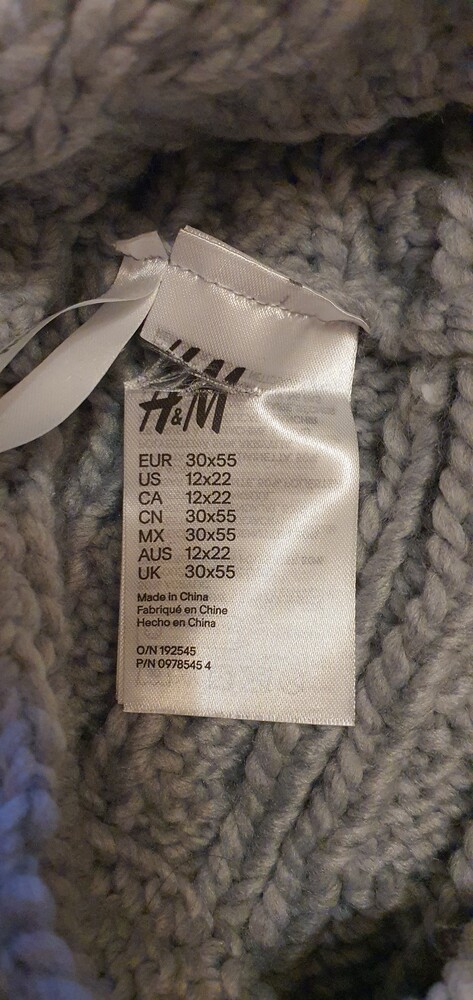 H&M
EUR 30x55
US 12x22
CA 12x22
CN 30x55
MX 30x55
AUS 12x22
UK 30x55
Made in China
Fabriqué en Chine
Hecho en China
O/N 192545
P/N 0978545 4